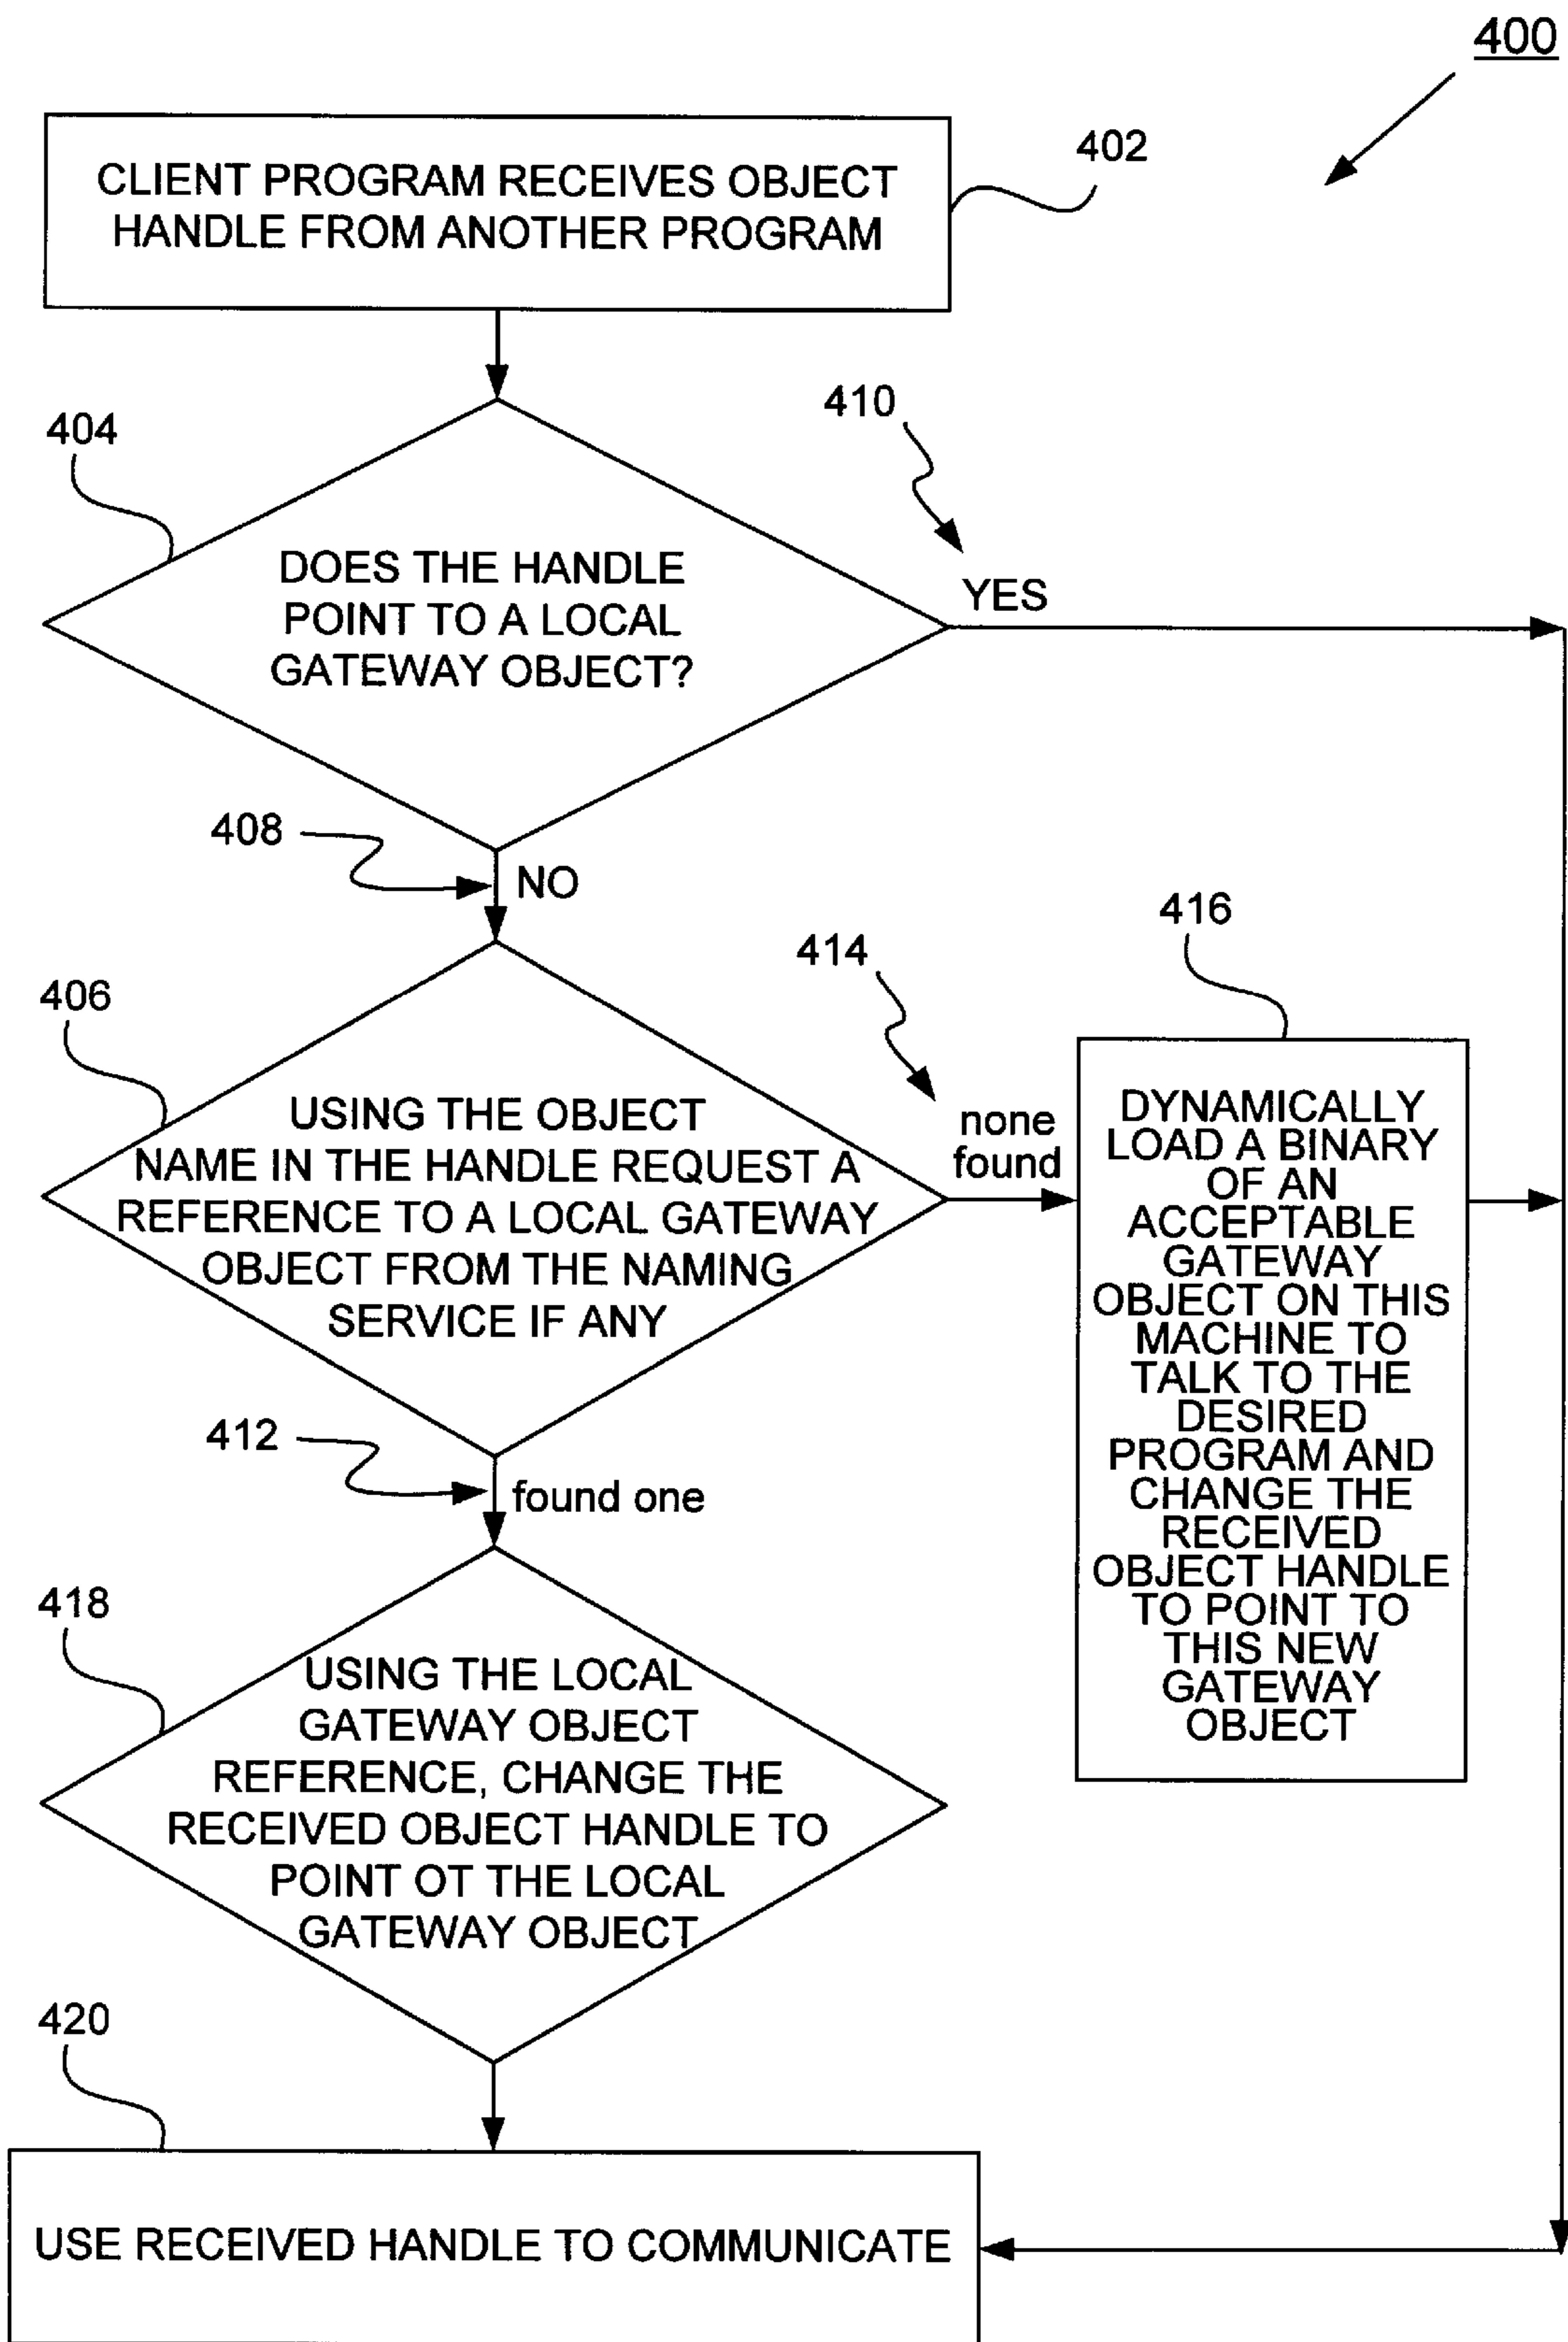 400
CLIENT PROGRAM RECEIVES OBJECT
HANDLE FROM ANOTHER PROGRAM
402
404
DOES THE HANDLE
POINT TO A LOCAL
GATEWAY OBJECT?
410
YES
408
NO
406
USING THE OBJECT
NAME IN THE HANDLE REQUEST A
REFERENCE TO A LOCAL GATEWAY
OBJECT FROM THE NAMING
SERVICE IF ANY
414
none
found
416
DYNAMICALLY
LOAD A BINARY
OF AN
ACCEPTABLE
GATEWAY
OBJECT ON THIS
MACHINE TO
TALK TO THE
DESIRED
PROGRAM AND
CHANGE THE
RECEIVED
OBJECT HANDLE
TO POINT TO
THIS NEW
GATEWAY
OBJECT
412
found one
418
USING THE LOCAL
GATEWAY OBJECT
REFERENCE, CHANGE THE
RECEIVED OBJECT HANDLE TO
POINT OT THE LOCAL
GATEWAY OBJECT
420
USE RECEIVED HANDLE TO COMMUNICATE